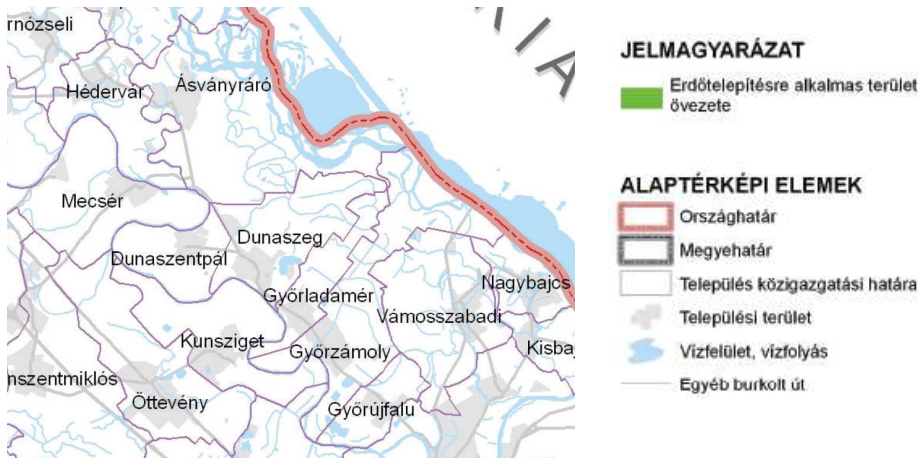 rnózseli
KIA
Hédervár
Ásványráró
Mecsér
Dunaszeg
Dunaszentpál
Győrladamér
Nagybajcs
Vámosszabadi
Kunsziget
Győrzámoly
Kisba
nszentmiklós
Öttevény
Győrújfalu
JELMAGYARÁZAT
Erdőtelepítésre alkalmas terület
övezete
ALAPTÉRKÉPI ELEMEK
Országhatár
Megyehatár
Település közigazgatási határa
Települési terület
Vízfelület, vízfolyás
Egyéb burkolt út